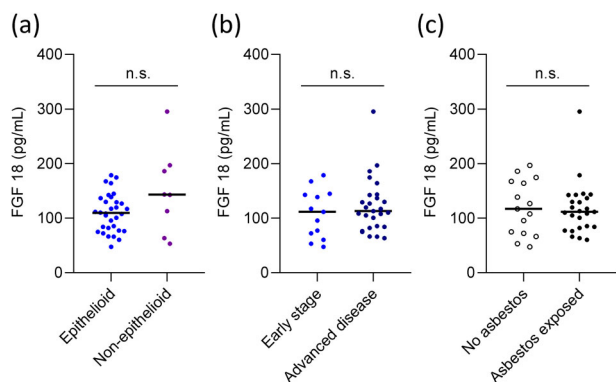 (a)
n.s.
FGF 18 (pg/mL)
400
300
200
100
0
Epithelioid
Non-epithelioid
(b)
n.s.
FGF 18 (pg/mL)
400
300
200
100
0
Early stage
Advanced disease
(c)
n.s.
FGF 18 (pg/mL)
400
300
200
100
0
No asbestos
Asbestos exposed